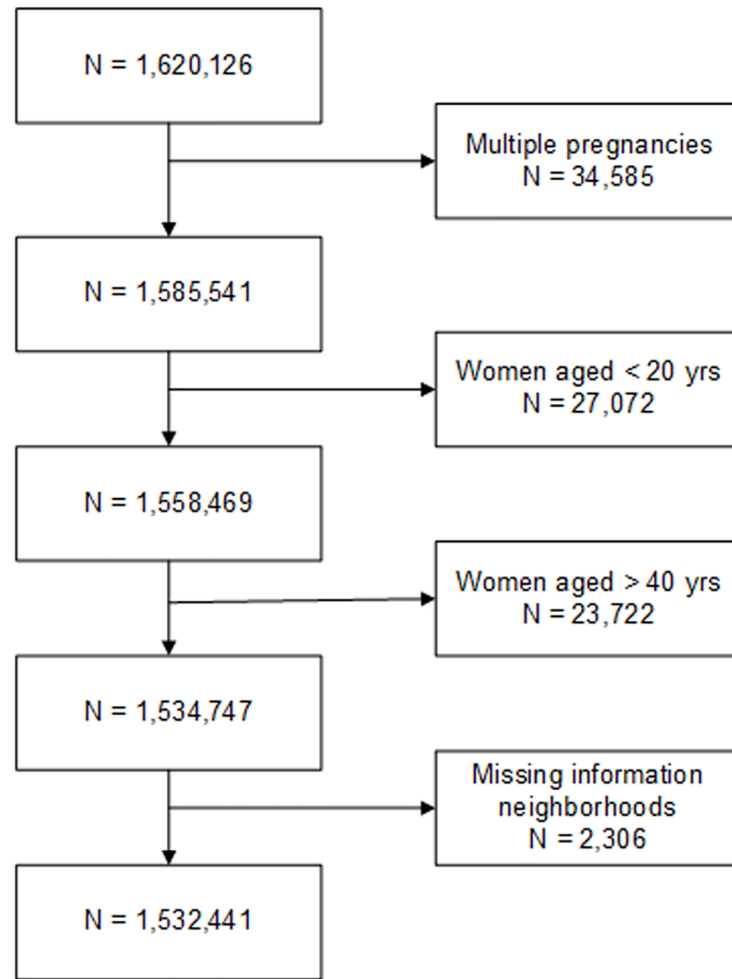 N = 1,620,126
Multiple pregnancies
N = 34,585
N = 1,585,541
Women aged < 20 yrs
N = 27,072
N = 1,558,469
Women aged > 40 yrs
N = 23,722
N = 1,534,747
Missing information
neighborhoods
N = 2,306
N = 1,532,441